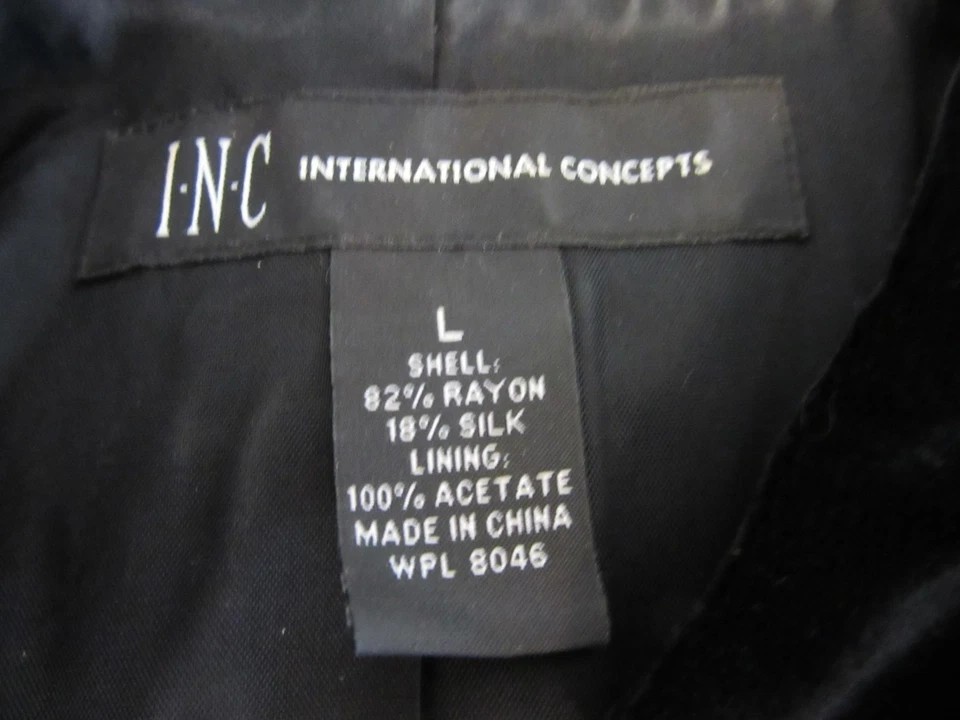 I·N·C INTERNATIONAL CONCEPTS
L
SHELL:
82% RAYON
18% SILK
LINING:
100% ACETATE
MADE IN CHINA
WPL 8046